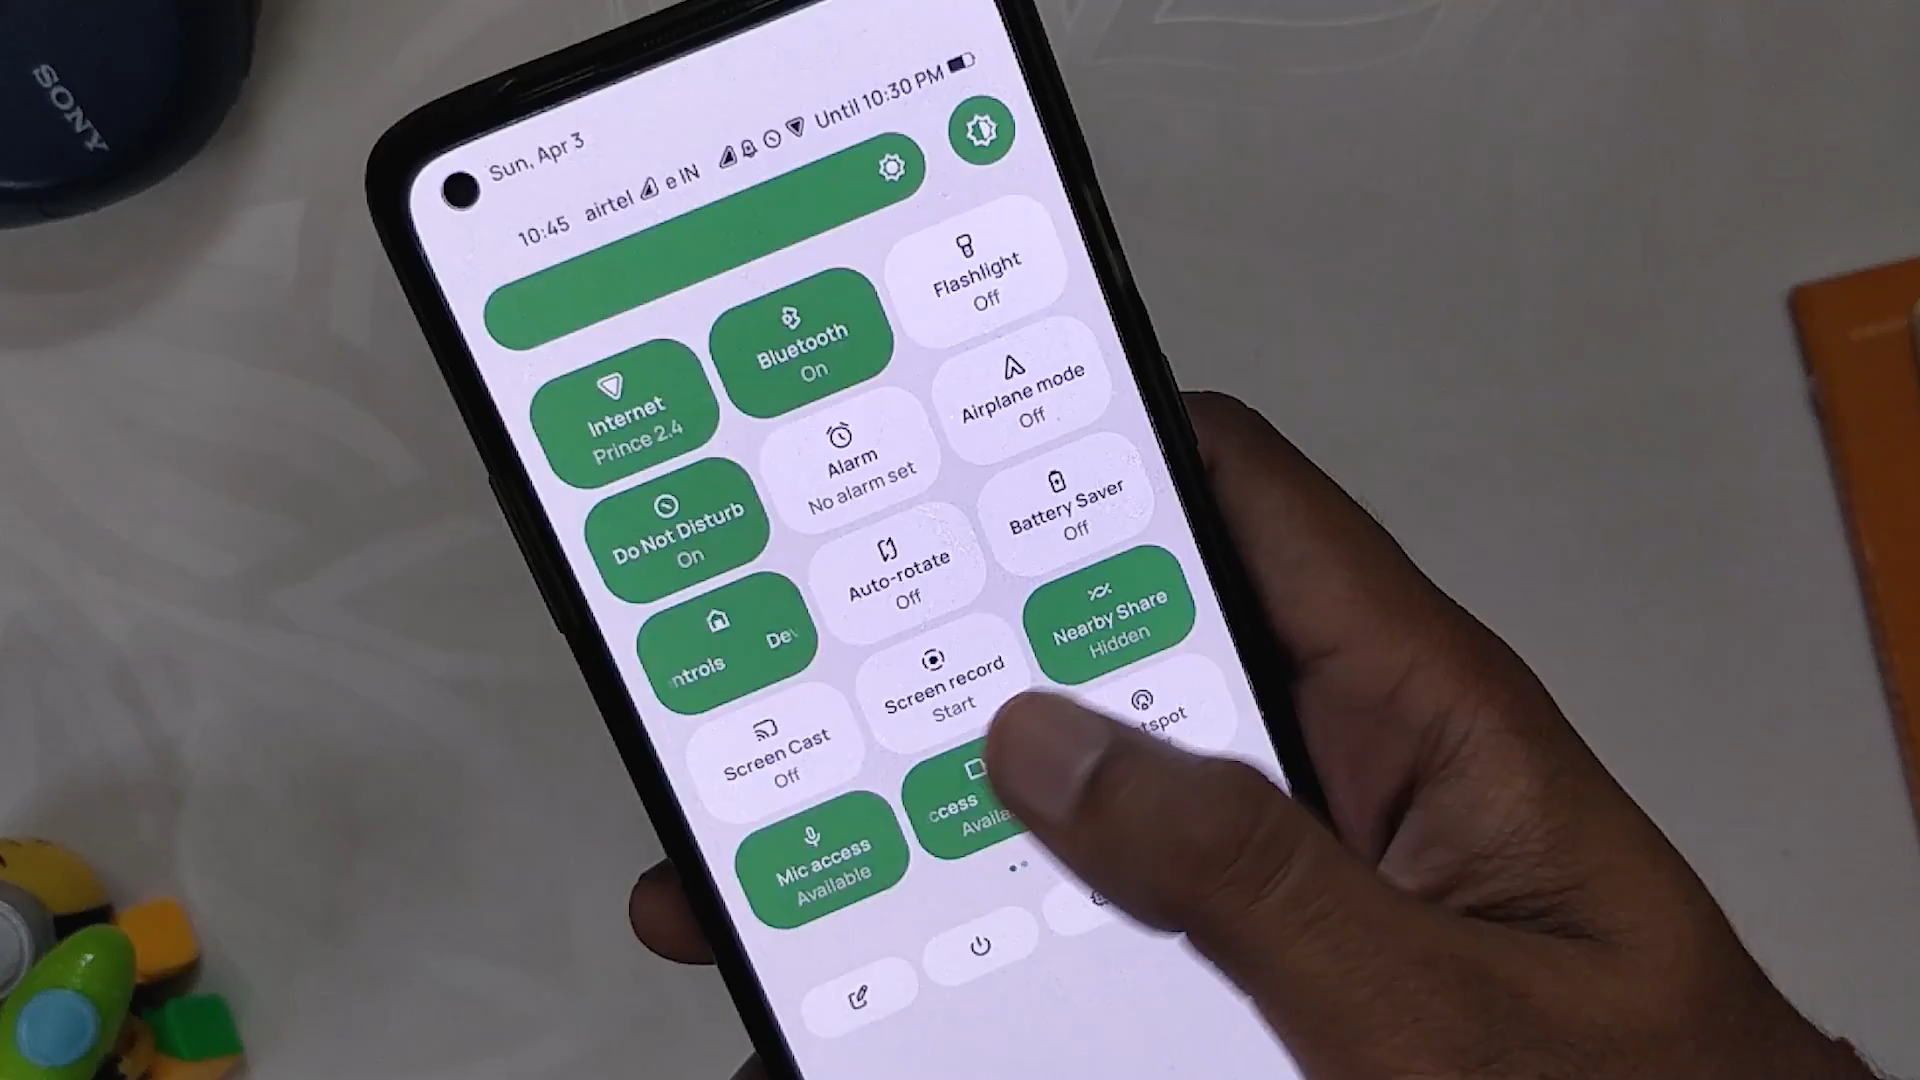 SONY
Sun, Apr 3
10:45 airtel e IN Until 10:30 PM
Internet
Prince 2.4
Bluetooth
On
Flashlight
Off
Do Not Disturb
On
Alarm
No alarm set
Airplane mode
Off
ntrols Dev
Auto-rotate
Off
Battery Saver
Off
Screen Cast
Off
Screen record
Start
Nearby Share
Hidden
Mic access
Available
ccess
Availa
tspot